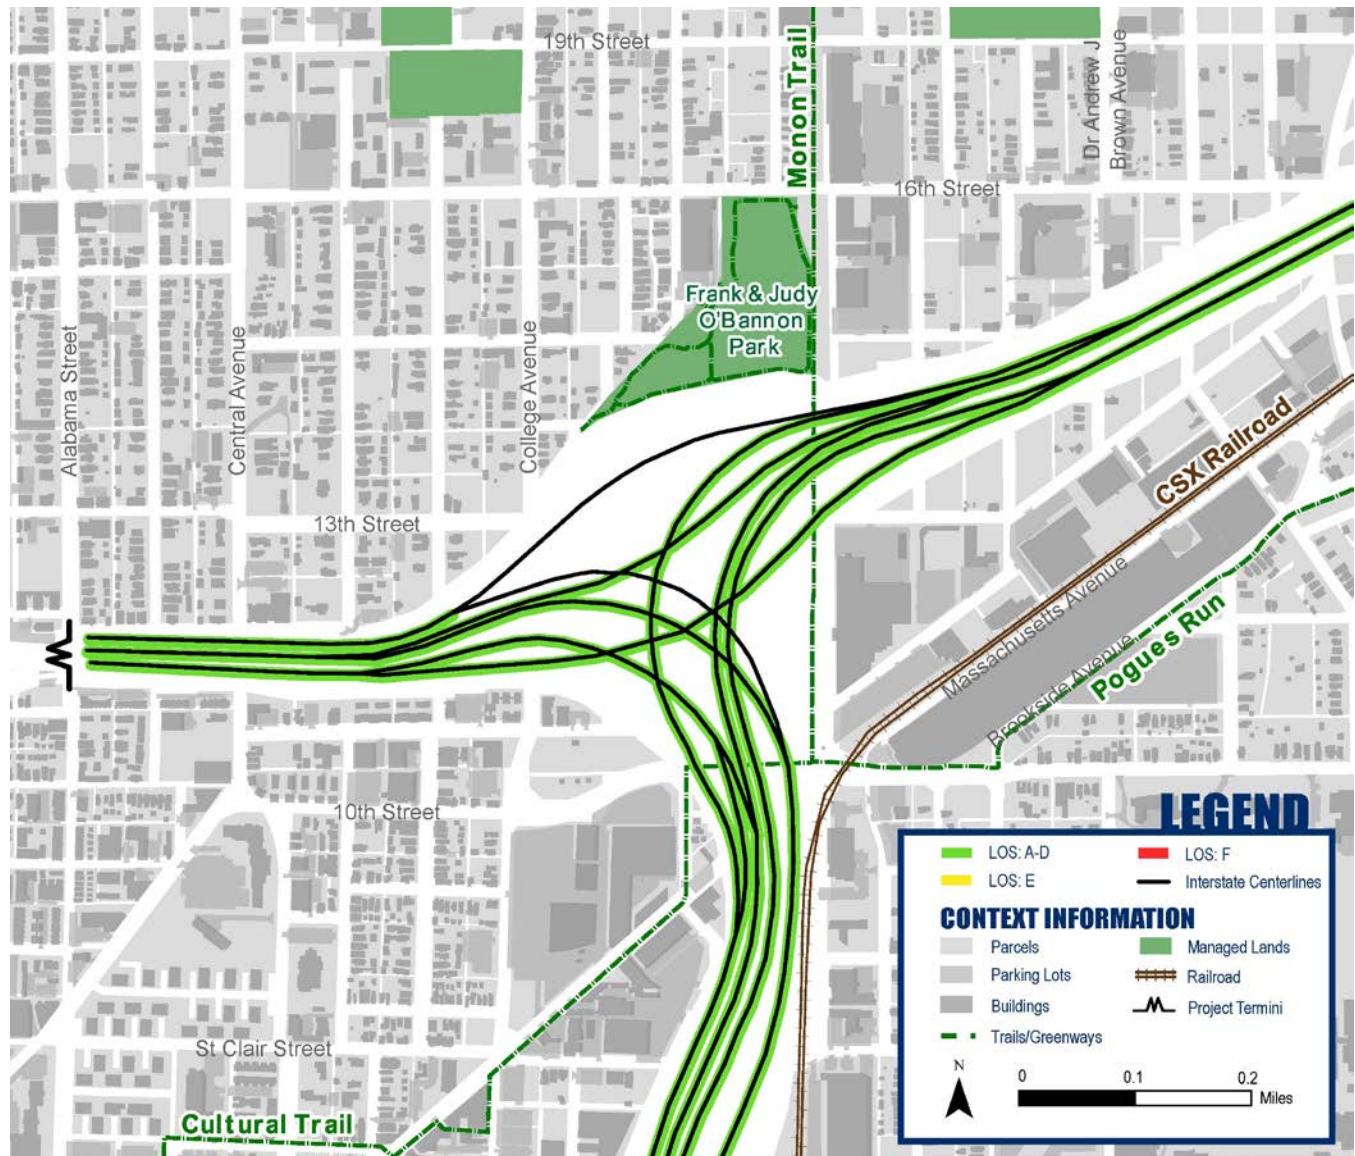 19th Street
Monon Trail
Dr Andrew J
Brown Avenue
16th Street
Frank & Judy
O'Bannon
Park
Alabama Street
Central Avenue
College Avenue
13th Street
CSX Railroad
Massachusetts Avenue
Brookside Avenue
Pogues Run
10th Street
St Clair Street
Cultural Trail
LEGEND
LOS: A-D
LOS: F
LOS: E
Interstate Centerlines
CONTEXT INFORMATION
Parcels
Managed Lands
Parking Lots
Railroad
Buildings
Project Termini
Trails/Greenways
N
0 0.1 0.2
Miles